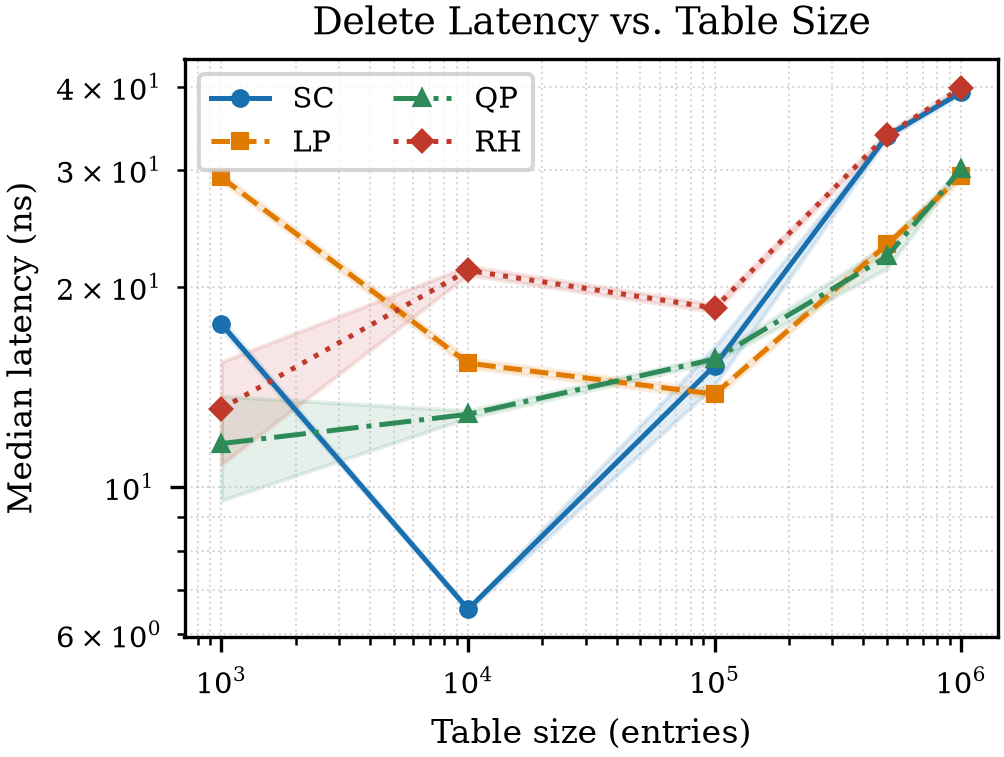 Delete Latency vs. Table Size
SC QP
LP RH
Median latency (ns)
4 × 10¹
3 × 10¹
2 × 10¹
10¹
6 × 10⁰
10³ 10⁴ 10⁵ 10⁶
Table size (entries)